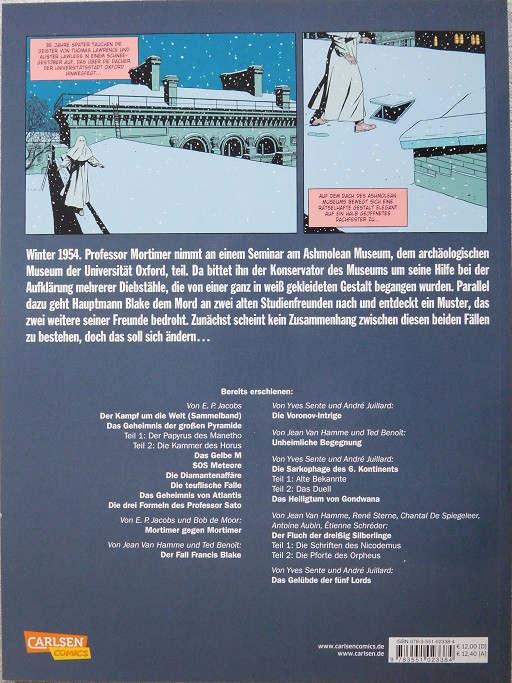 30 JAHRE SPÄTER TAUCHEN DIE
GEISTER VON THOMAS LAWRENCE UND
ALISTER LAWLESS IN EINEM SCHNEE-
GESTÖBER AUF, DAS ÜBER DIE DÄCHER
DER UNIVERSITÄTSSTADT OXFORD
HINWEGFEGT...
AUF DEM DACH DES ASHMOLEAN
MUSEUMS BEWEGT SICH EINE
RÄTSELHAFTE GESTALT ELEGANT
AUF EIN HALB GEÖFFNETES
DACHFENSTER ZU...
Winter 1954. Professor Mortimer nimmt an einem Seminar am Ashmolean Museum, dem archäologischen
Museum der Universität Oxford, teil. Da bittet ihn der Konservator des Museums um seine Hilfe bei der
Aufklärung mehrerer Diebstähle, die von einer ganz in weiß gekleideten Gestalt begangen wurden. Parallel
dazu geht Hauptmann Blake dem Mord an zwei alten Studienfreunden nach und entdeckt ein Muster, das
zwei weitere seiner Freunde bedroht. Zunächst scheint kein Zusammenhang zwischen diesen beiden Fällen
zu bestehen, doch das soll sich ändern...
Bereits erschienen:
Von E. P. Jacobs
Der Kampf um die Welt (Sammelband)
Das Geheimnis der großen Pyramide
Teil 1: Der Papyrus des Manetho
Teil 2: Die Kammer des Horus
Das Gelbe M
SOS Meteore
Die Diamantenaffäre
Die teuflische Falle
Das Geheimnis von Atlantis
Die drei Formeln des Professor Sato
Von E. P. Jacobs und Bob de Moor:
Mortimer gegen Mortimer
Von Jean Van Hamme und Ted Benoît:
Der Fall Francis Blake
Von Yves Sente und André Juillard:
Die Voronov-Intrige
Von Jean Van Hamme und Ted Benoît:
Unheimliche Begegnung
Von Yves Sente und André Juillard:
Die Sarkophage des 6. Kontinents
Teil 1: Alte Bekannte
Teil 2: Das Duell
Das Heiligtum von Gondwana
Von Jean Van Hamme, René Sterne, Chantal De Spiegeleer,
Antoine Aubin, Étienne Schréder:
Der Fluch der dreißig Silberlinge
Teil 1: Die Schriften des Nicodemus
Teil 2: Die Pforte des Orpheus
Von Yves Sente und André Juillard:
Das Gelübde der fünf Lords
CARLSEN
COMICS
www.carlsencomics.de
www.carlsen.de
ISBN 978-3-551-02338-4
9 783551 023384
€ 12.00 [D]
€ 12.40 [A]